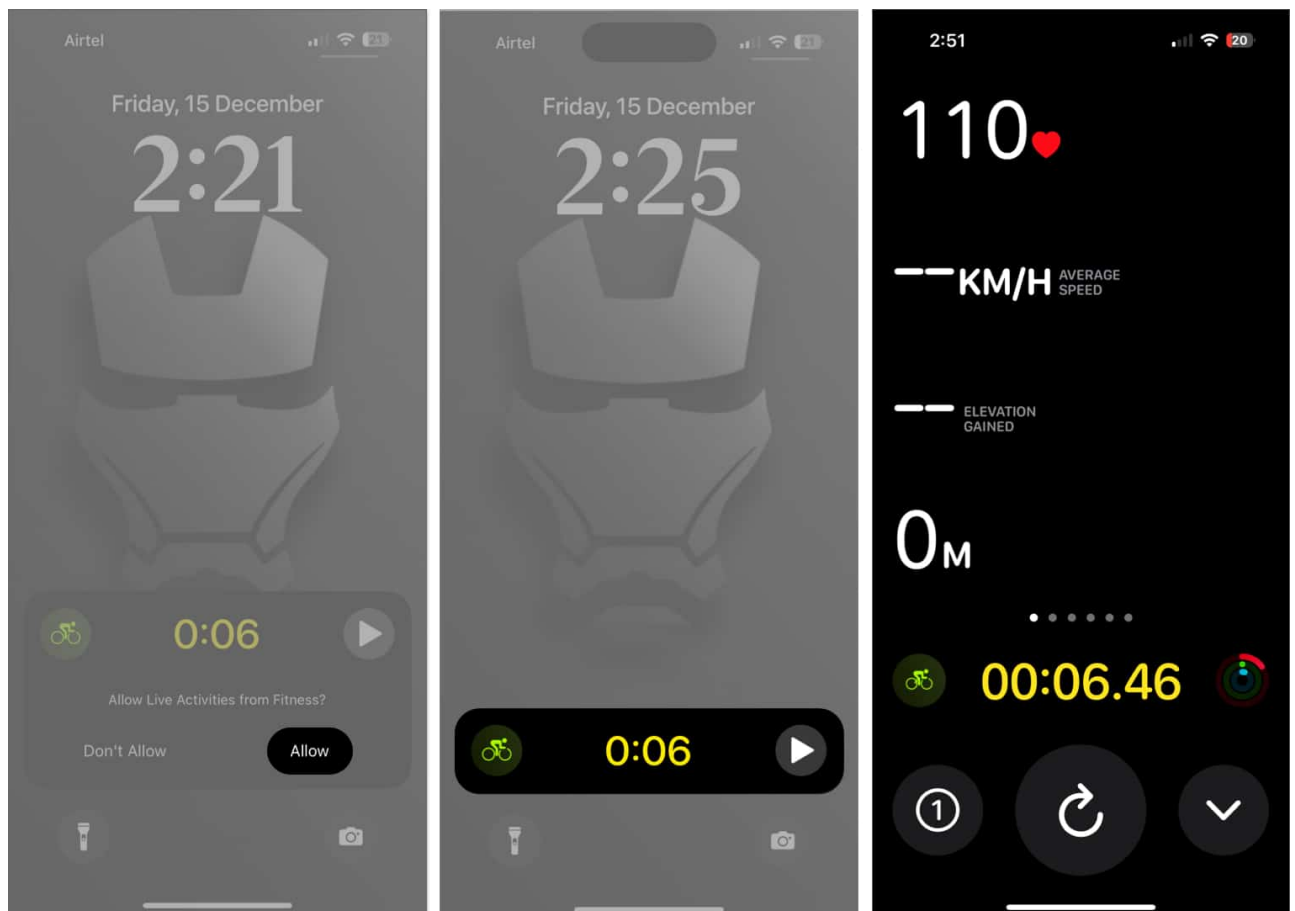 Airtel
21
Friday, 15 December
2:21
0:06
Allow Live Activities from Fitness?
Don't Allow
Allow
Airtel
21
Friday, 15 December
2:25
0:06
2:51
20
110
--KM/H AVERAGE
SPEED
-- ELEVATION
GAINED
0M
00:06.46
1